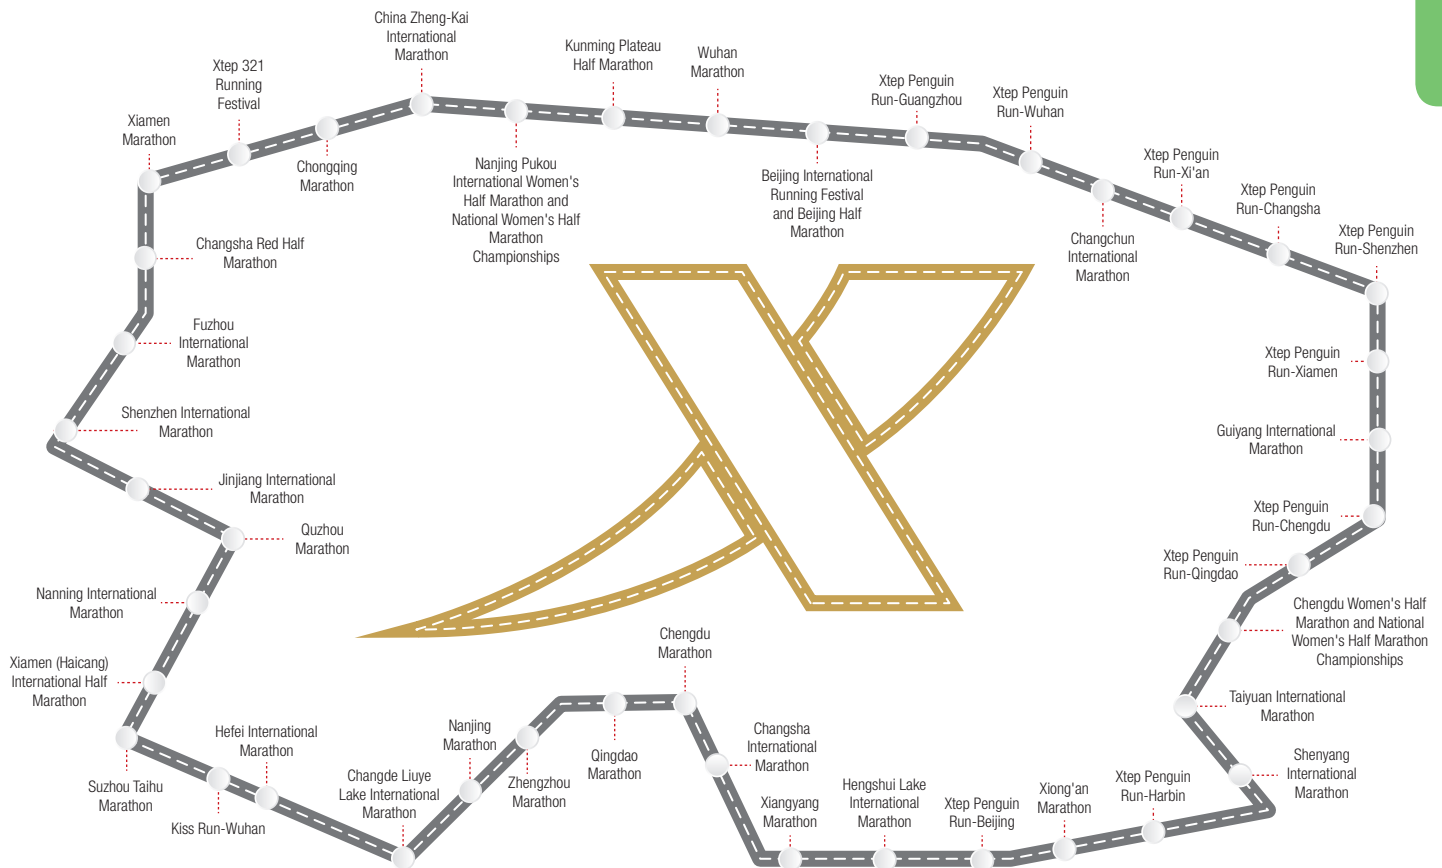 China Zheng-Kai
International
Marathon
Xtep 321
Running
Festival
Xiamen
Marathon
Chongqing
Marathon
Nanjing Pukou
International Women's
Half Marathon and
National Women's Half
Marathon
Championships
Kunming Plateau
Half Marathon
Wuhan
Marathon
Beijing International
Running Festival
and Beijing Half
Marathon
Xtep Penguin
Run-Guangzhou
Xtep Penguin
Run-Wuhan
Changchun
International
Marathon
Xtep Penguin
Run-Xi'an
Xtep Penguin
Run-Changsha
Xtep Penguin
Run-Shenzhen
Xtep Penguin
Run-Xiamen
Guiyang International
Marathon
Xtep Penguin
Run-Chengdu
Xtep Penguin
Run-Qingdao
Chengdu Women's Half
Marathon and National
Women's Half Marathon
Championships
Taiyuan International
Marathon
Shenyang
International
Marathon
Xtep Penguin
Run-Harbin
Xiong'an
Marathon
Xtep Penguin
Run-Beijing
Hengshui Lake
International
Marathon
Xiangyang
Marathon
Changsha
International
Marathon
Chengdu
Marathon
Qingdao
Marathon
Zhengzhou
Marathon
Nanjing
Marathon
Changde Liuye
Lake International
Marathon
Hefei International
Marathon
Kiss Run-Wuhan
Suzhou Taihu
Marathon
Xiamen (Haicang)
International Half
Marathon
Nanning International
Marathon
Quzhou
Marathon
Jinjiang International
Marathon
Shenzhen International
Marathon
Fuzhou
International
Marathon
Changsha Red Half
Marathon